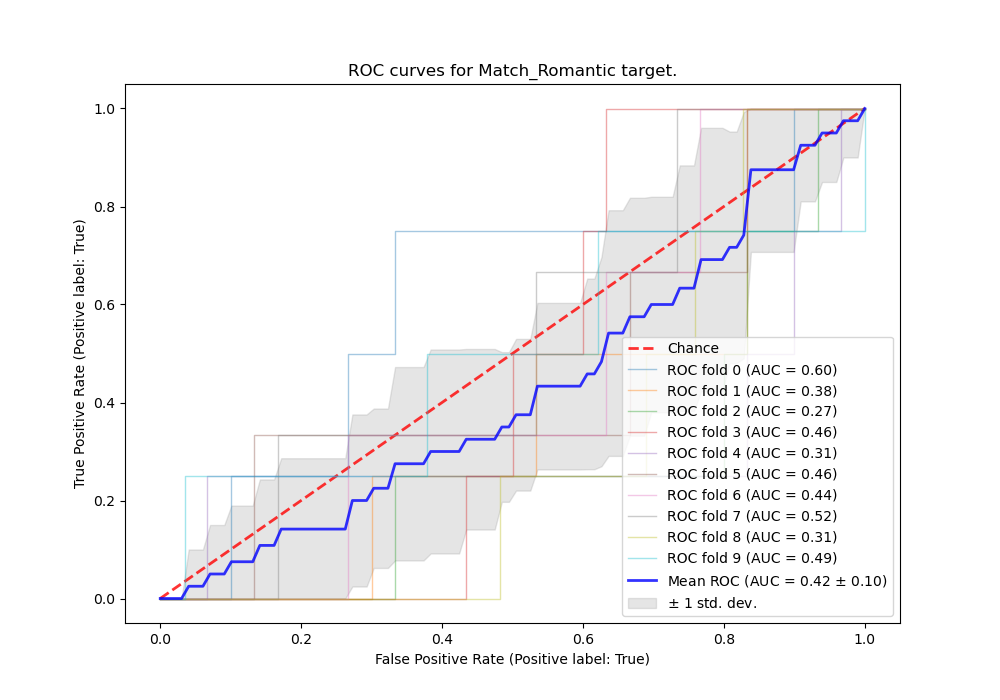 ROC curves for Match_Romantic target.
True Positive Rate (Positive label: True)
1.0
0.8
0.6
0.4
0.2
0.0
0.0 0.2 0.4 0.6 0.8 1.0
False Positive Rate (Positive label: True)
Chance
ROC fold 0 (AUC = 0.60)
ROC fold 1 (AUC = 0.38)
ROC fold 2 (AUC = 0.27)
ROC fold 3 (AUC = 0.46)
ROC fold 4 (AUC = 0.31)
ROC fold 5 (AUC = 0.46)
ROC fold 6 (AUC = 0.44)
ROC fold 7 (AUC = 0.52)
ROC fold 8 (AUC = 0.31)
ROC fold 9 (AUC = 0.49)
Mean ROC (AUC = 0.42 ± 0.10)
± 1 std. dev.